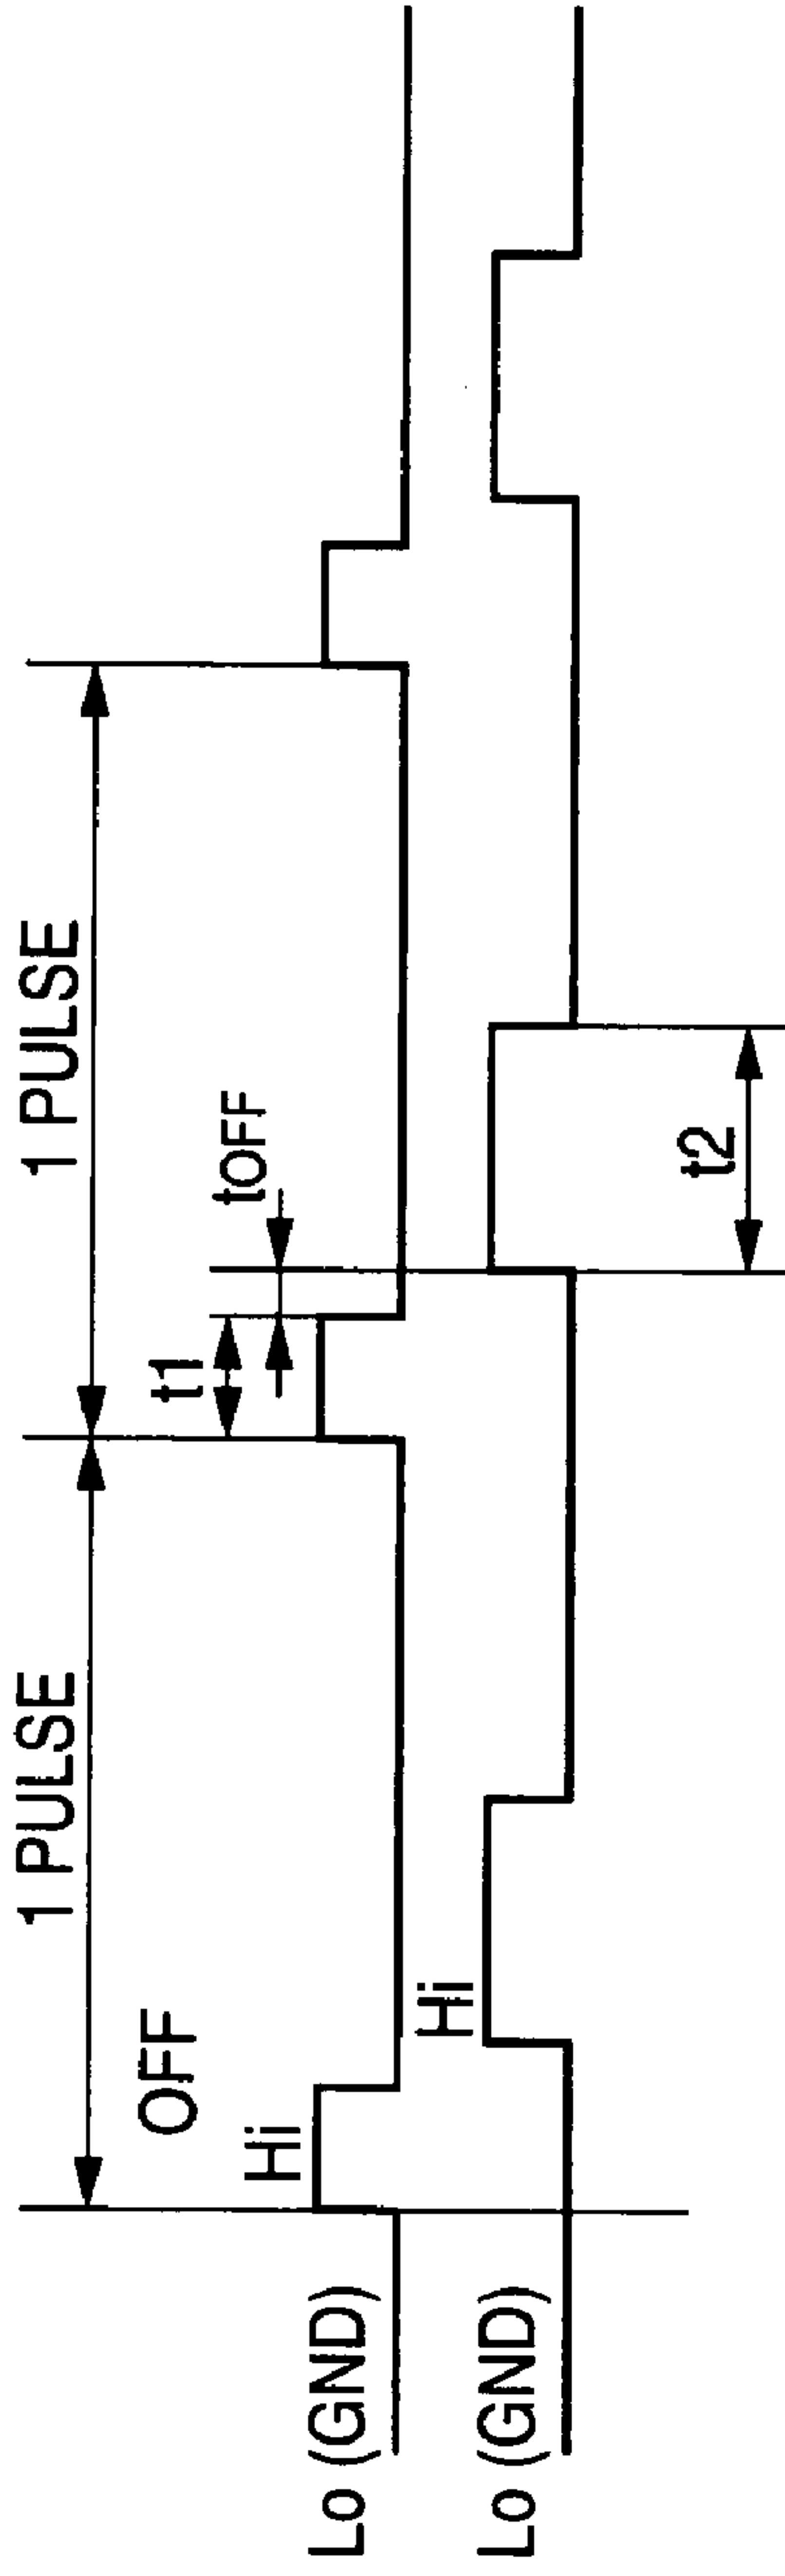 1 PULSE
1 PULSE
OFF
t1
tOFF
Hi
Lo (GND)
Hi
Lo (GND)
t2